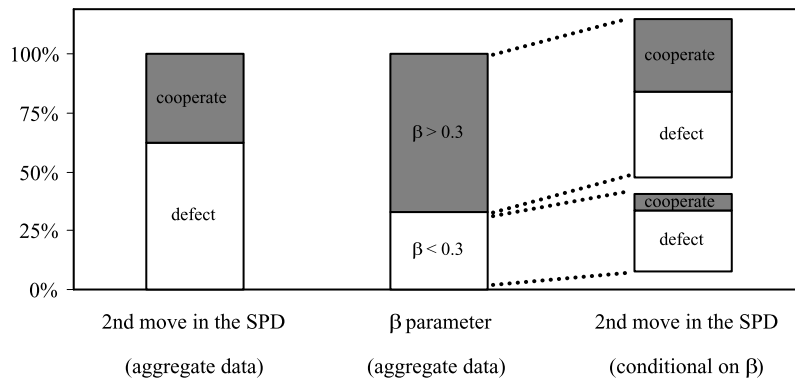 100%
75%
50%
25%
0%
cooperate
defect
β > 0.3
β < 0.3
cooperate
defect
cooperate
defect
2nd move in the SPD
(aggregate data)
β parameter
(aggregate data)
2nd move in the SPD
(conditional on β)